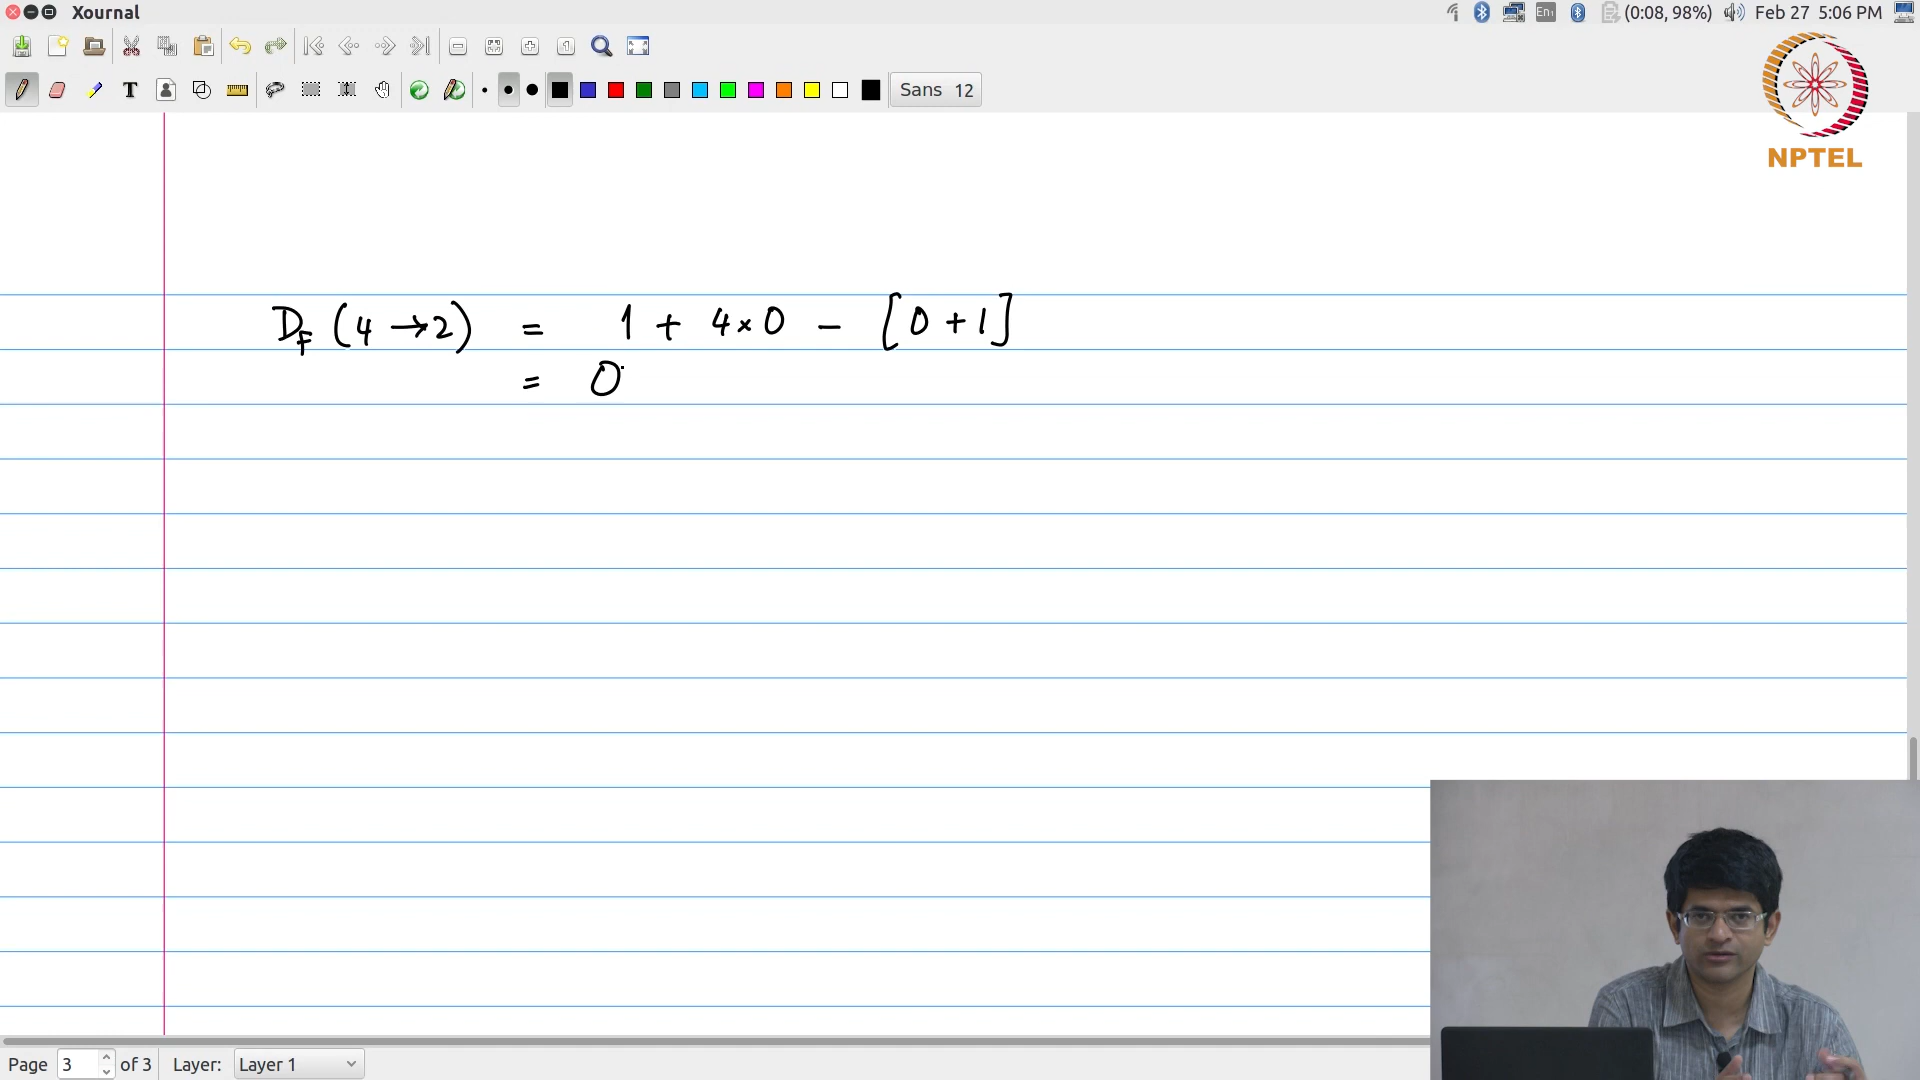 Xournal
En1
(0:08, 98%)
Feb 27 5:06 PM
Sans 12
NPTEL
D_F (4 → 2) = 1 + 4 × 0 - [0 + 1]
= 0
Page 3 of 3 Layer: Layer 1